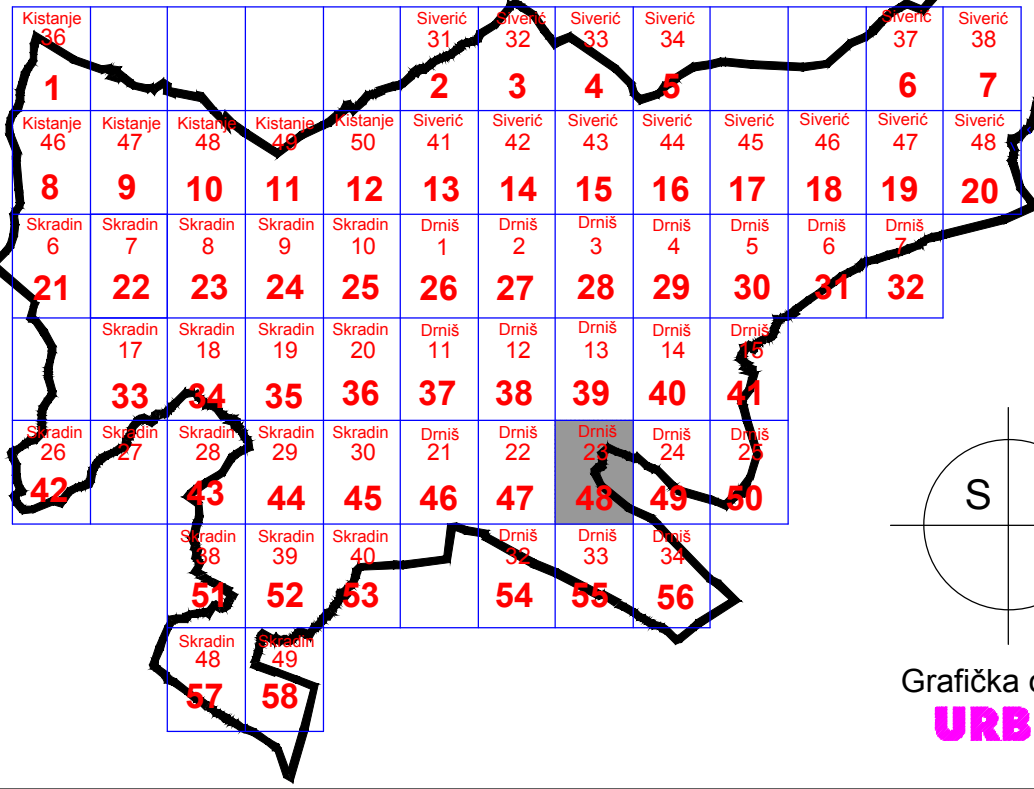 Kistanje Siverić Siverić Siverić Siverić Siverić Siverić
36 31 32 33 34 37 38
1 2 3 4 5 6 7
Kistanje Kistanje Kistanje Kistanje Kistanje Siverić Siverić Siverić Siverić Siverić Siverić Siverić Siverić
46 47 48 49 50 41 42 43 44 45 46 47 48
8 9 10 11 12 13 14 15 16 17 18 19 20
Skradin Skradin Skradin Skradin Skradin Drniš Drniš Drniš Drniš Drniš Drniš Drniš
6 7 8 9 10 1 2 3 4 5 6 7
21 22 23 24 25 26 27 28 29 30 31 32
Skradin Skradin Skradin Skradin Drniš Drniš Drniš Drniš Drniš
17 18 19 20 11 12 13 14 15
33 34 35 36 37 38 39 40 41
Skradin Skradin Skradin Skradin Skradin Drniš Drniš Drniš Drniš Drniš
26 27 28 29 30 21 22 23 24 25
42 43 44 45 46 47 48 49 50
S
Skradin Skradin Skradin Drniš Drniš Drniš
38 39 40 32 33 34
51 52 53 54 55 56
Skradin Skradin
48 49
57 58
Grafička
URB